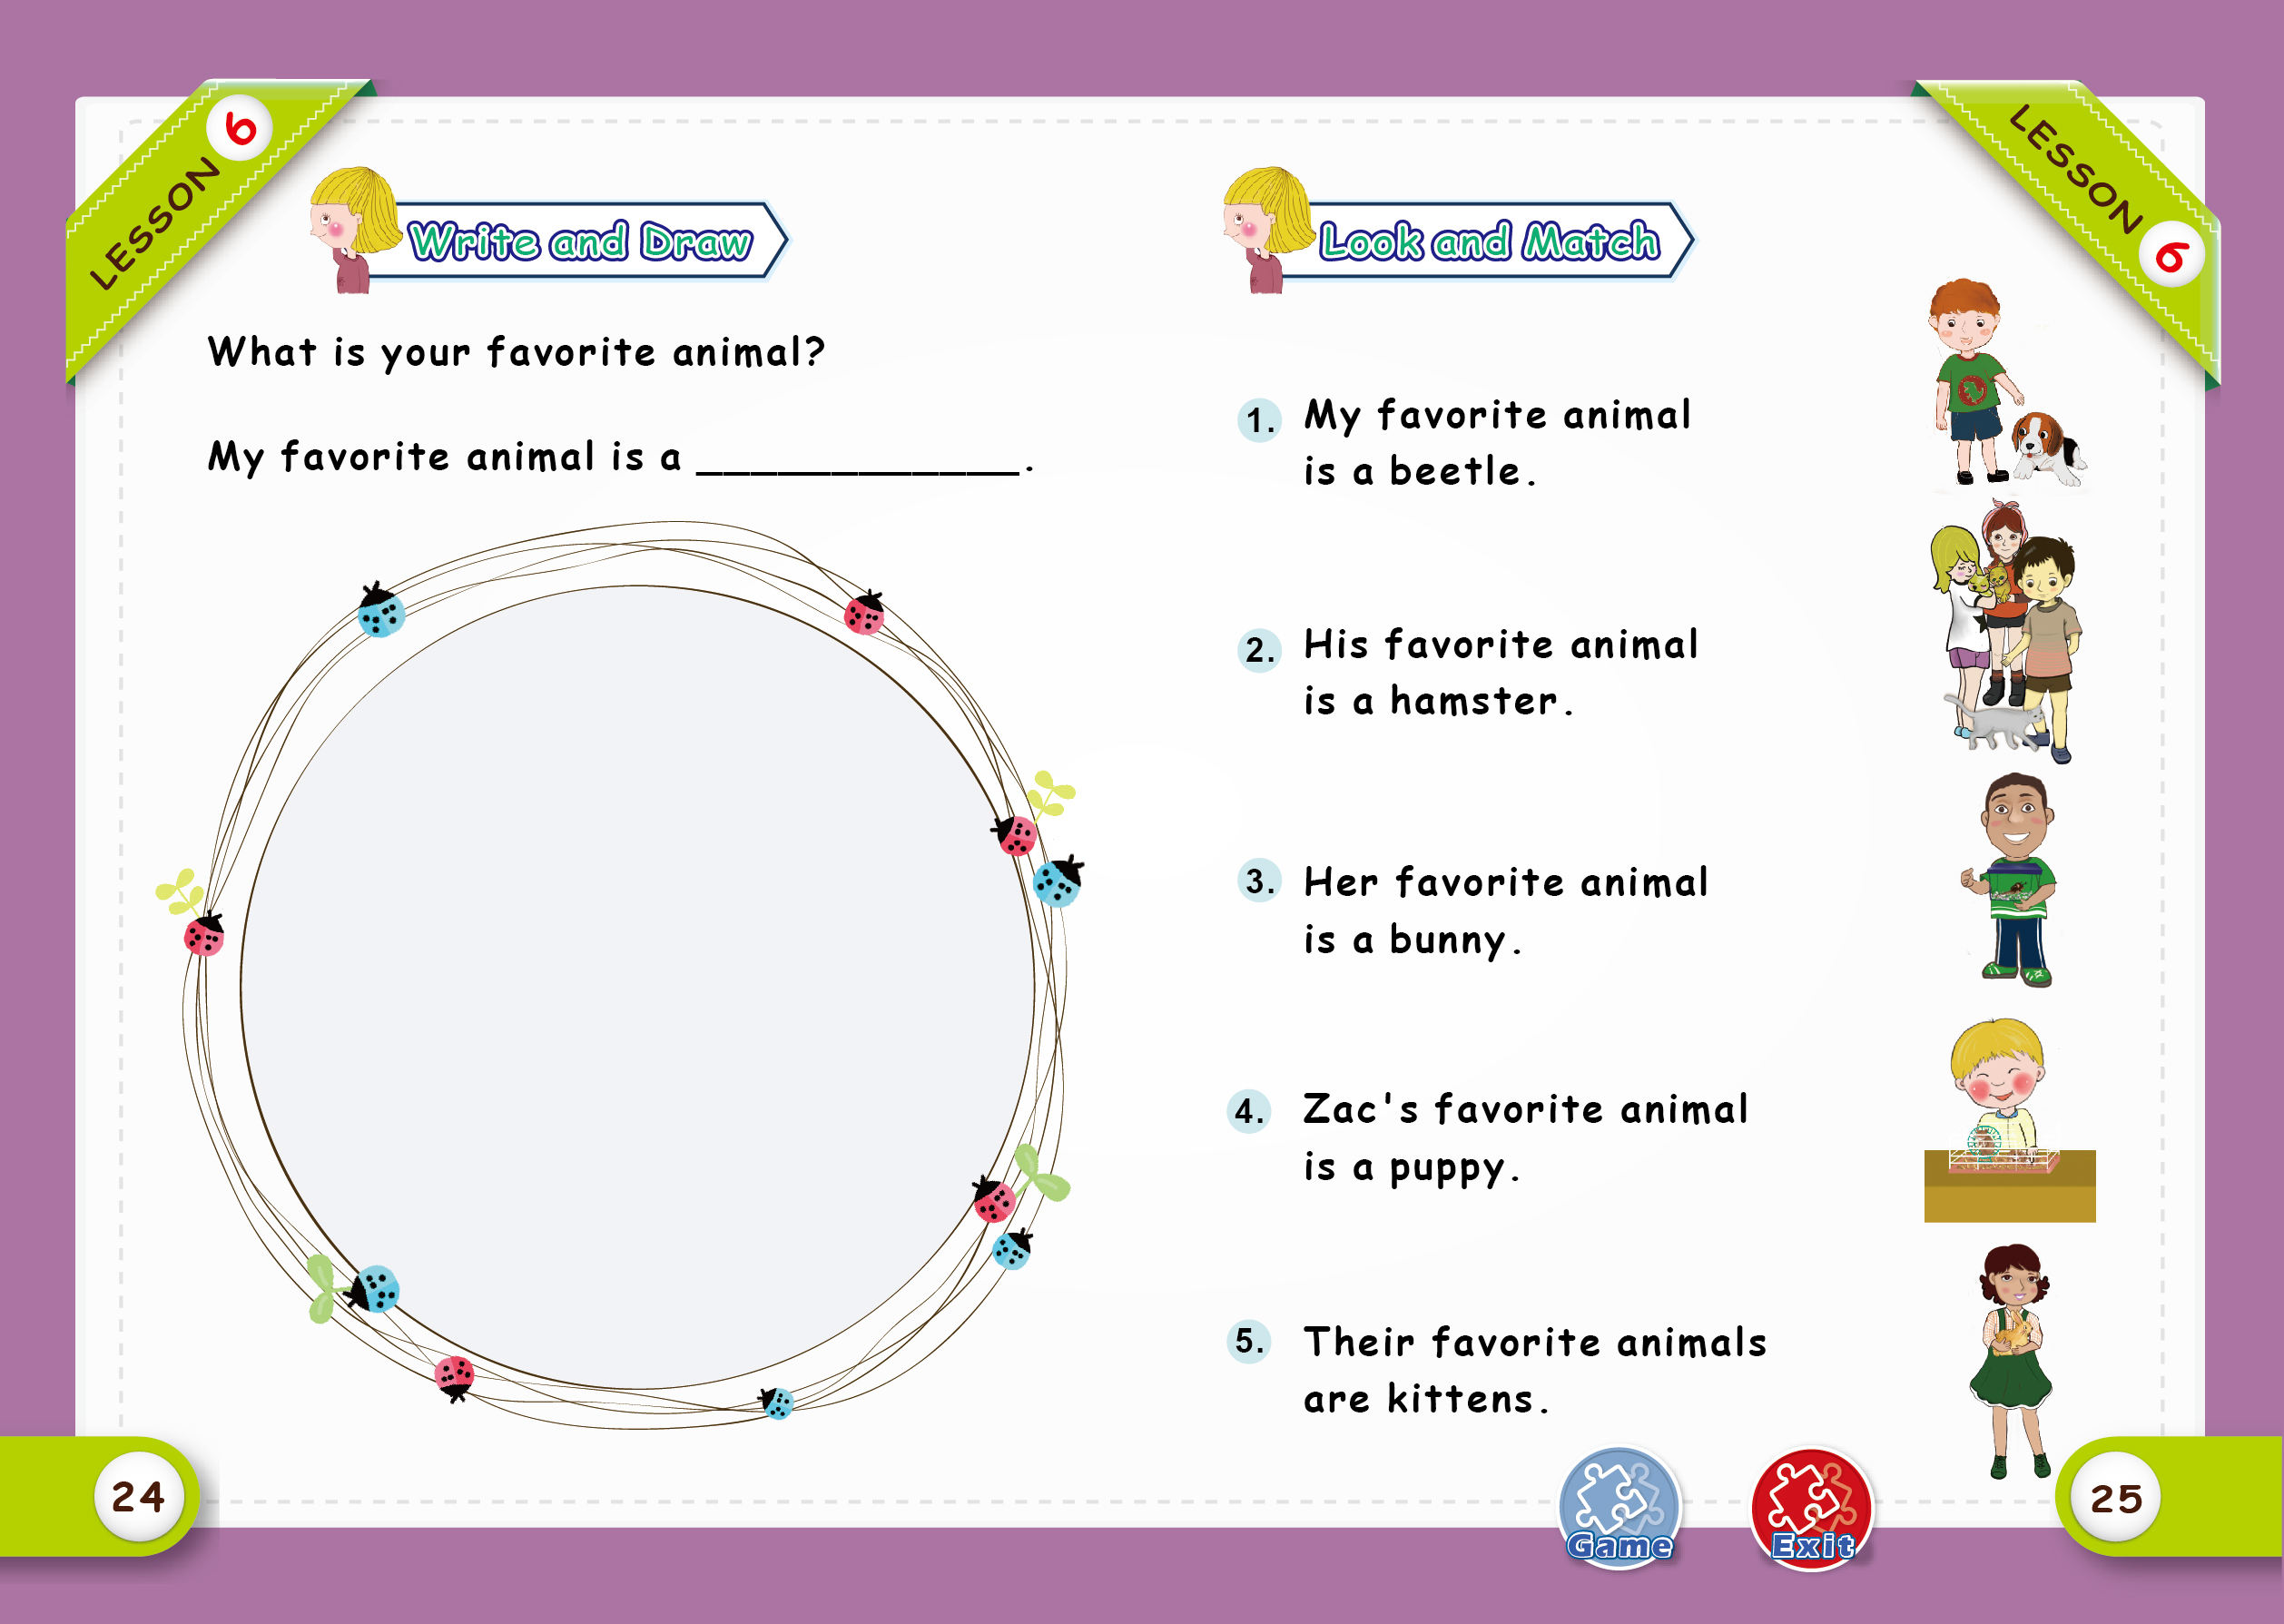 LESSON 6
Write and Draw
What is your favorite animal?
My favorite animal is a ____________.
24
LESSON 6
Look and Match
1. My favorite animal
is a beetle.
2. His favorite animal
is a hamster.
3. Her favorite animal
is a bunny.
4. Zac's favorite animal
is a puppy.
5. Their favorite animals
are kittens.
Game
Exit
25